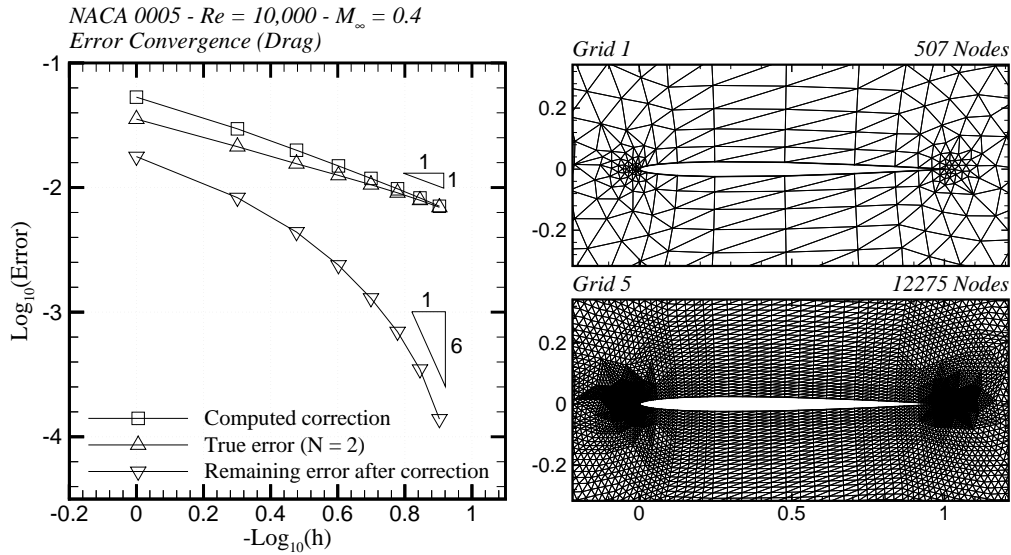 NACA 0005 - Re = 10,000 - M∞ = 0.4
Error Convergence (Drag)
-1
-2
-3
-4
Log10(Error)
1
1
1
6
Computed correction
True error (N = 2)
Remaining error after correction
-0.2 0 0.2 0.4 0.6 0.8 1
-Log10(h)
Grid 1 507 Nodes
0.2
0
-0.2
Grid 5 12275 Nodes
0.2
0
-0.2
0 0.5 1